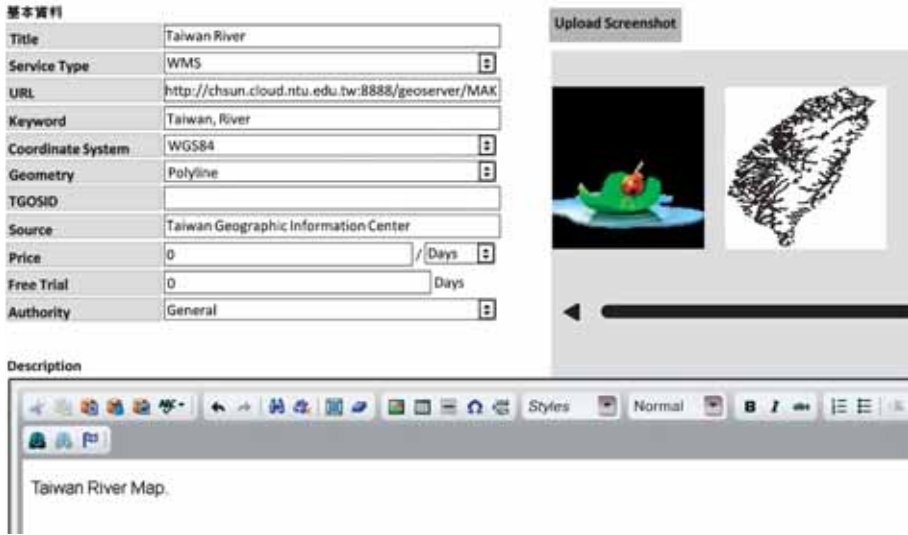 基本資料
Title Taiwan River
Service Type WMS
URL http://chsun.cloud.ntu.edu.tw:8888/geoserver/MAK
Keyword Taiwan, River
Coordinate System WGS84
Geometry Polyline
TGOSID
Source Taiwan Geographic Information Center
Price 0 / Days
Free Trial 0 Days
Authority General
Upload Screenshot
Description
Styles Normal B I abc
Taiwan River Map.